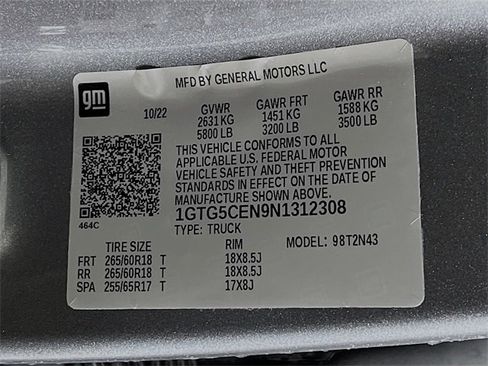 MFD BY GENERAL MOTORS LLC
gm
10/22 GVWR GAWR FRT GAWR RR
2631 KG 1451 KG 1588 KG
5800 LB 3200 LB 3500 LB
THIS VEHICLE CONFORMS TO ALL
APPLICABLE U.S. FEDERAL MOTOR
VEHICLE SAFETY AND THEFT PREVENTION
STANDARDS IN EFFECT ON THE DATE OF
MANUFACTURE SHOWN ABOVE.
1GTG5CEN9N1312308
464C TYPE: TRUCK
TIRE SIZE RIM MODEL: 98T2N43
FRT 265/60R18 T 18X8.5J
RR 265/60R18 T 18X8.5J
SPA 255/65R17 T 17X8J